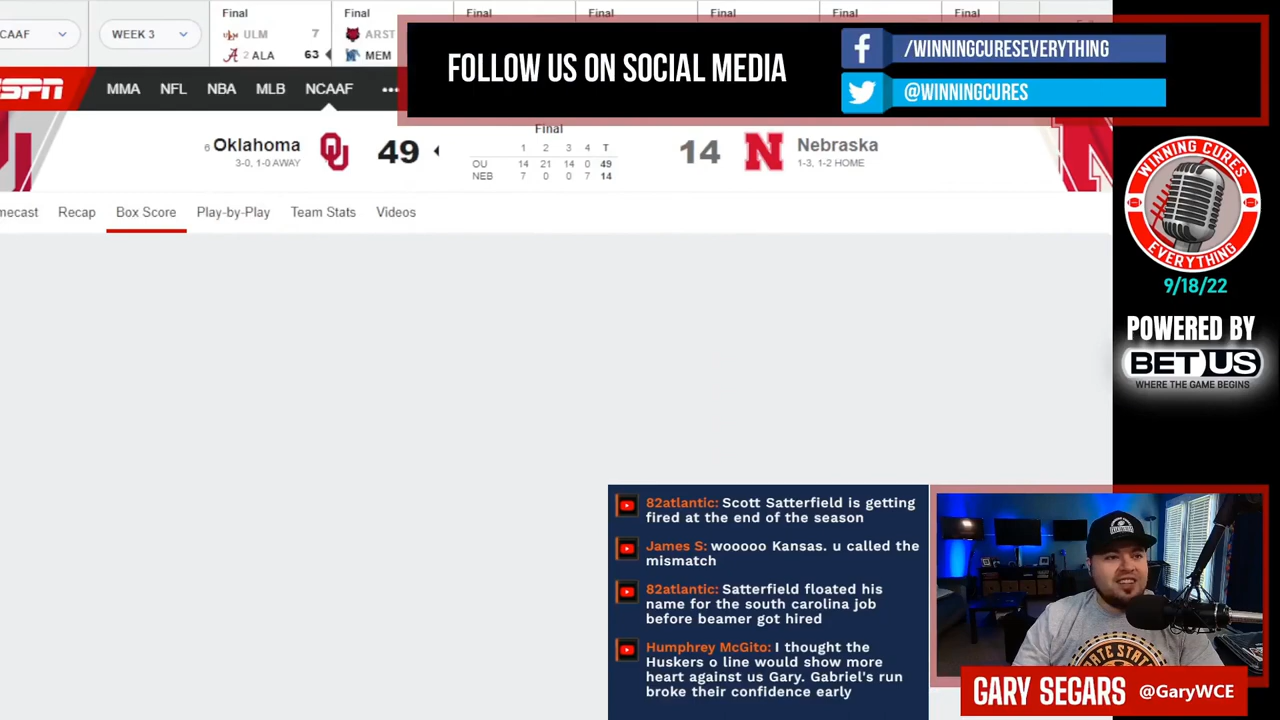 CAAF
WEEK 3
Final
ULM 7
2 ALA 63
Final
ARST
MEM
Final
Final
Final
Final
Final
FOLLOW US ON SOCIAL MEDIA
/WINNINGCURESEVERYTHING
@WINNINGCURES
ESPN
MMA NFL NBA MLB NCAAF •••
6 Oklahoma
3-0, 1-0 AWAY
49
Final
1 2 3 4 T
OU 14 21 14 0 49
NEB 7 0 0 7 14
14
Nebraska
1-3, 1-2 HOME
mecast Recap Box Score Play-by-Play Team Stats Videos
WINNING CURES
EVERYTHING
9/18/22
POWERED BY
BETUS
WHERE THE GAME BEGINS
82atlantic: Scott Satterfield is getting
fired at the end of the season
James S: wooooo Kansas. u called the
mismatch
82atlantic: Satterfield floated his
name for the south carolina job
before beamer got hired
Humphrey McGito: I thought the
Huskers o line would show more
heart against us Gary. Gabriel's run
broke their confidence early
GARY SEGARS @GaryWCE